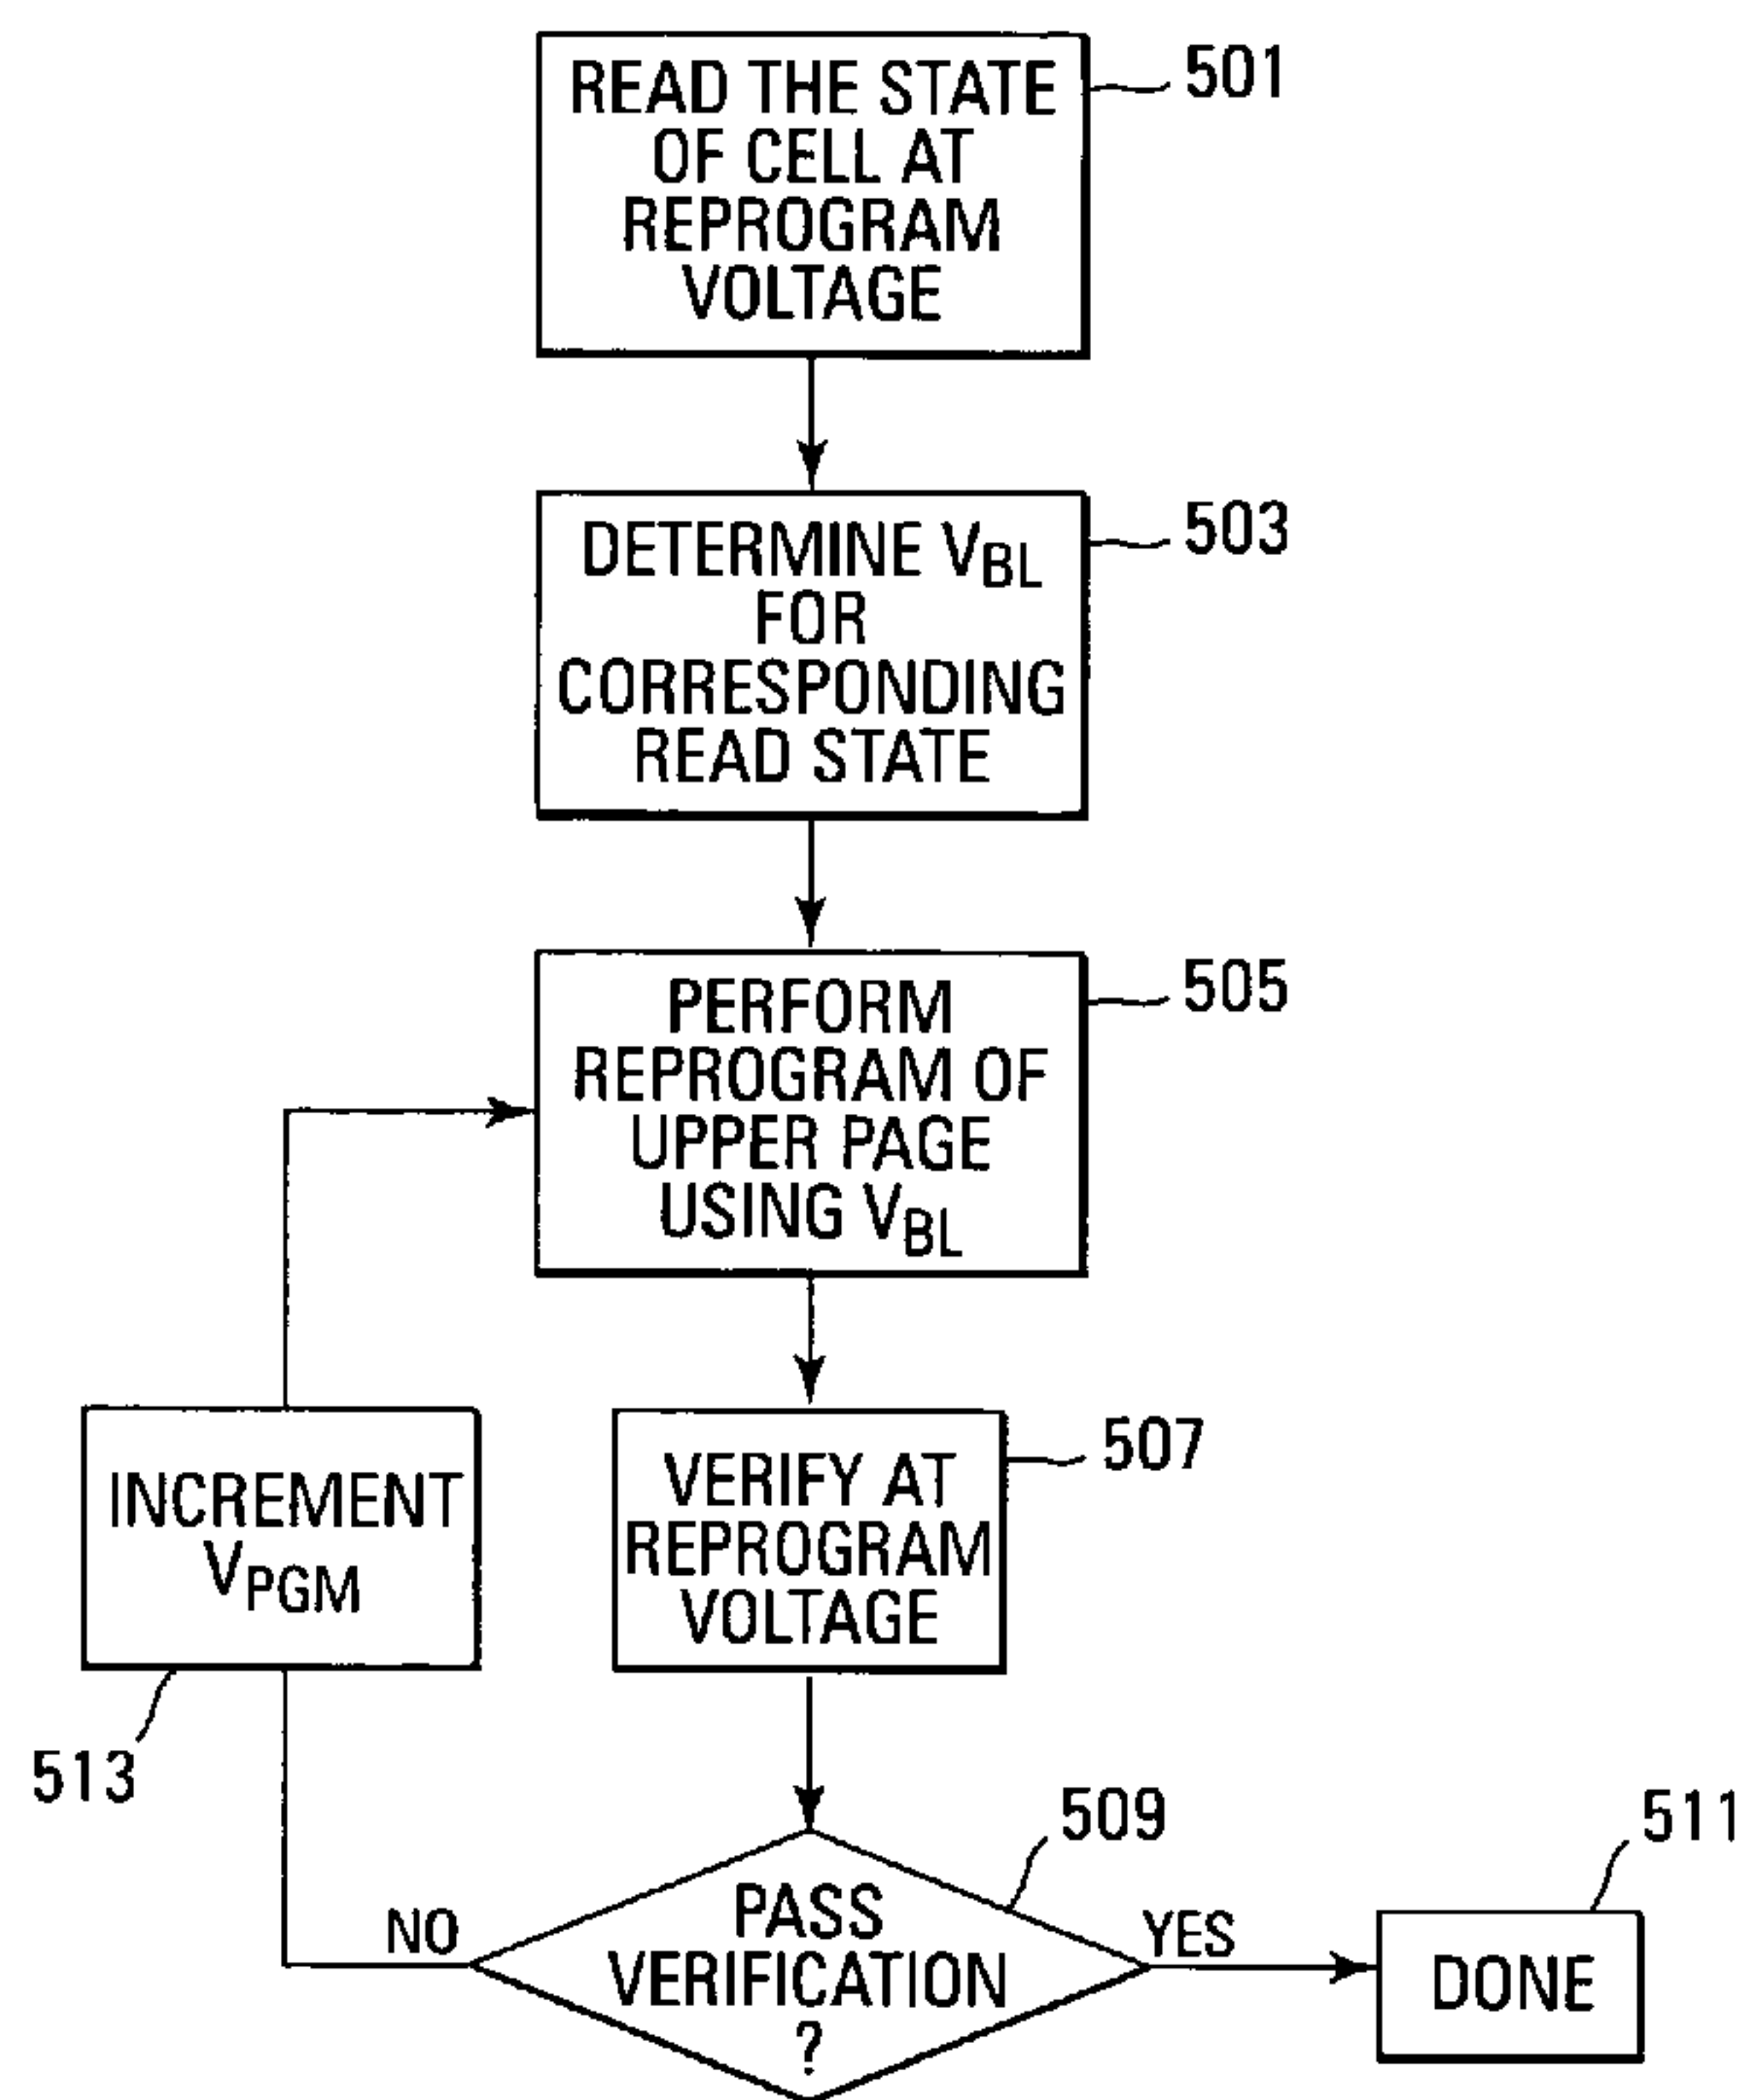 READ THE STATE
OF CELL AT
REPROGRAM
VOLTAGE
501
DETERMINE VBL
FOR
CORRESPONDING
READ STATE
503
PERFORM
REPROGRAM OF
UPPER PAGE
USING VBL
505
INCREMENT
VPGM
513
VERIFY AT
REPROGRAM
VOLTAGE
507
PASS
VERIFICATION
?
509
NO
YES
DONE
511